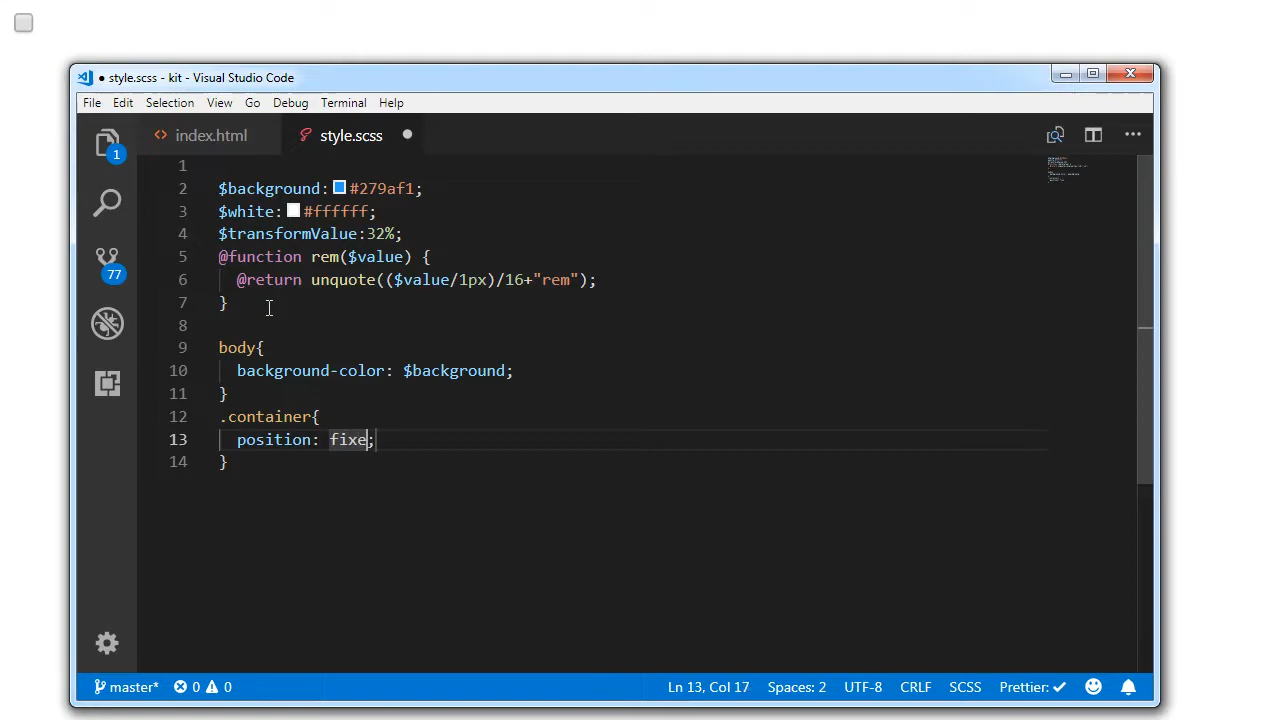 ● style.scss - kit - Visual Studio Code
File Edit Selection View Go Debug Terminal Help
index.html style.scss
1
1
2 $background: #279af1;
3 $white: #ffffff;
4 $transformValue:32%;
5 @function rem($value) {
6 @return unquote(($value/1px)/16+"rem");
7 }
77
8
9 body{
10 background-color: $background;
11 }
12 .container{
13 position: fixe;
14 }
master* 0 0 Ln 13, Col 17 Spaces: 2 UTF-8 CRLF SCSS Prettier: ✓